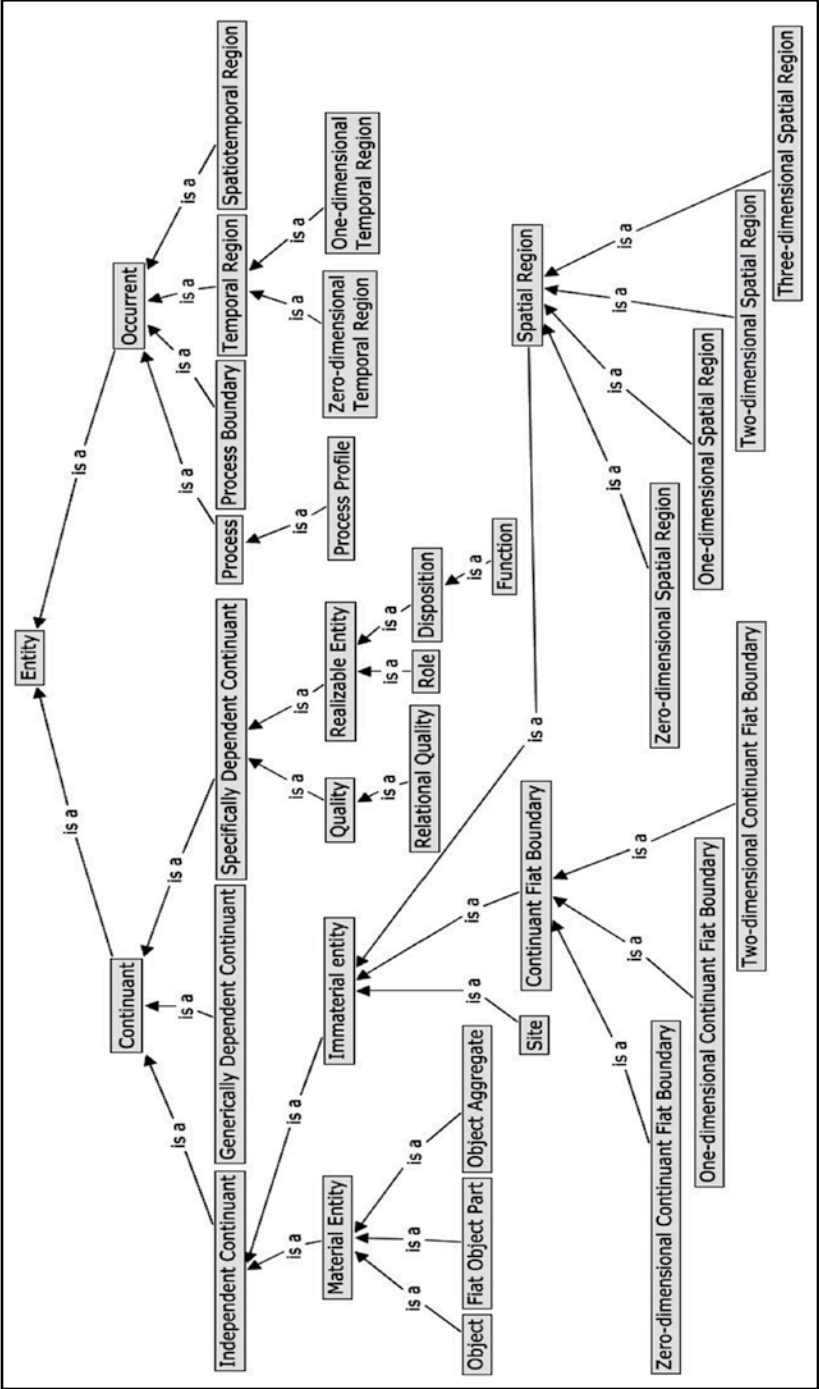 Entity
is a
is a
Continuant
Occurrent
is a
is a
is a
is a
is a
is a
is a
Independent Continuant
Generically Dependent Continuant
Specifically Dependent Continuant
Process
Process Boundary
Temporal Region
Spatiotemporal Region
is a
is a
is a
is a
is a
is a
is a
Material Entity
Immaterial entity
Quality
Realizable Entity
Process Profile
Zero-dimensional
Temporal Region
One-dimensional
Temporal Region
is a
is a
is a
Relational Quality
Role
Disposition
is a
is a
is a
is a
Object
Fiat Object Part
Object Aggregate
Function
is a
is a
is a
Site
Continuant Fiat Boundary
Spatial Region
is a
is a
is a
is a
is a
is a
is a
Zero-dimensional Continuant Fiat Boundary
One-dimensional Continuant Fiat Boundary
Two-dimensional Continuant Fiat Boundary
Zero-dimensional Spatial Region
One-dimensional Spatial Region
Two-dimensional Spatial Region
Three-dimensional Spatial Region